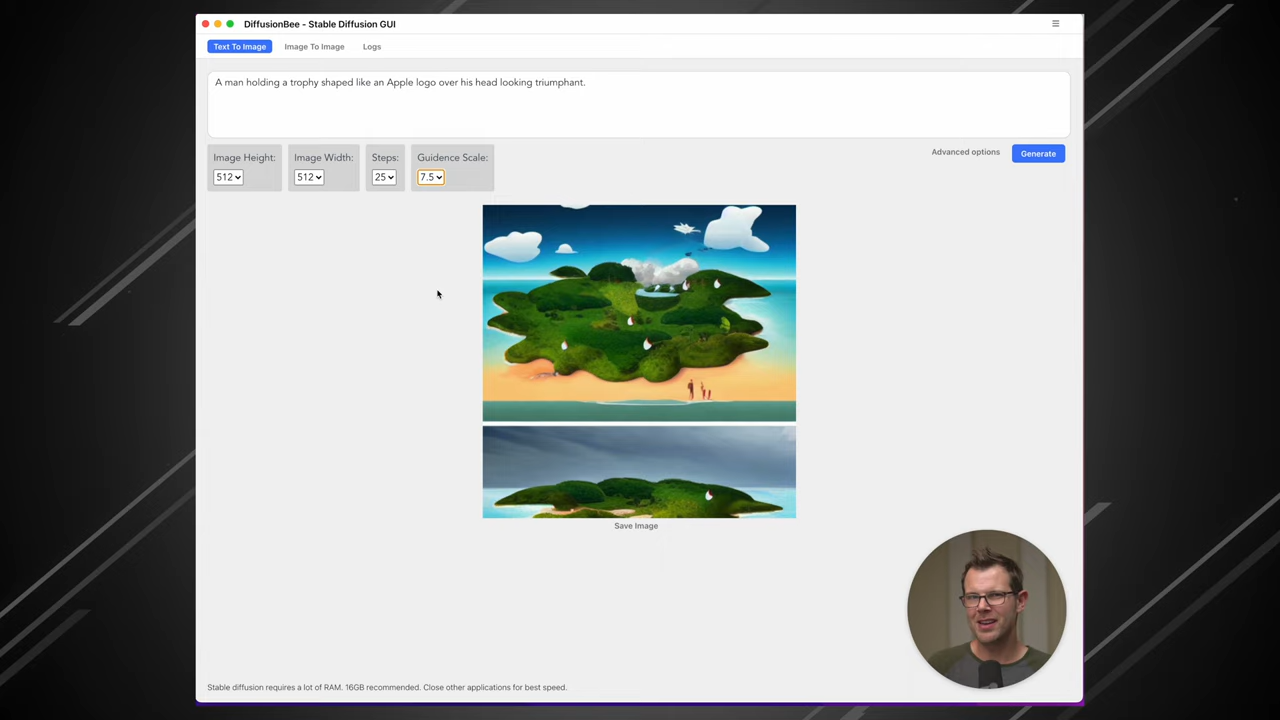 DiffusionBee - Stable Diffusion GUI
Text To Image
Image To Image
Logs
A man holding a trophy shaped like an Apple logo over his head looking triumphant.
Image Height:
Image Width:
Steps:
Guidence Scale:
Advanced options
Generate
512
512
25
7.5
Save Image
Stable diffusion requires a lot of RAM. 16GB recommended. Close other applications for best speed.